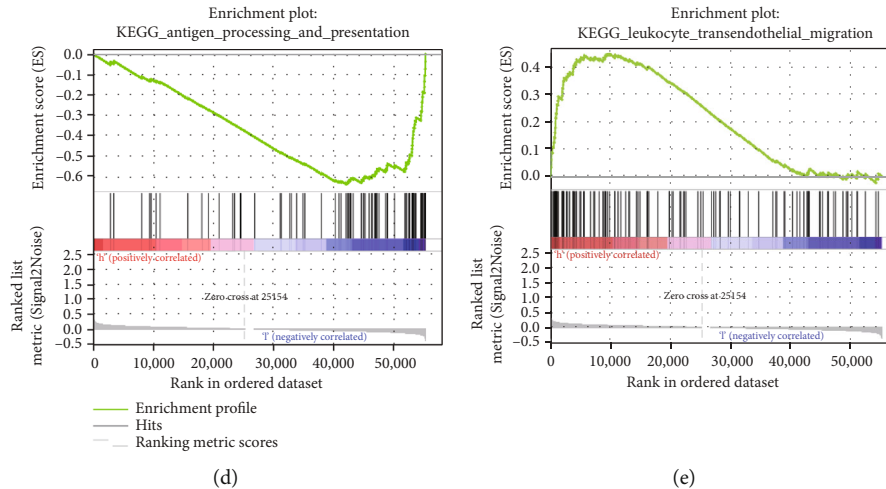 Enrichment plot:
KEGG_antigen_processing_and_presentation
Enrichment score (ES)
0.0
−0.1
−0.2
−0.3
−0.4
−0.5
−0.6
Ranked list
metric (Signal2Noise)
'h' (positively correlated)
2.5
2.0
1.5
1.0
0.5
0.0
−0.5
Zero cross at 25154
'l' (negatively correlated)
0 10,000 20,000 30,000 40,000 50,000
Rank in ordered dataset
Enrichment profile
Hits
Ranking metric scores
(d)
Enrichment plot:
KEGG_leukocyte_transendothelial_migration
Enrichment score (ES)
0.4
0.3
0.2
0.1
0.0
Ranked list
metric (Signal2Noise)
'h' (positively correlated)
2.5
2.0
1.5
1.0
0.5
0.0
−0.5
Zero cross at 25154
'l' (negatively correlated)
0 10,000 20,000 30,000 40,000 50,000
Rank in ordered dataset
(e)